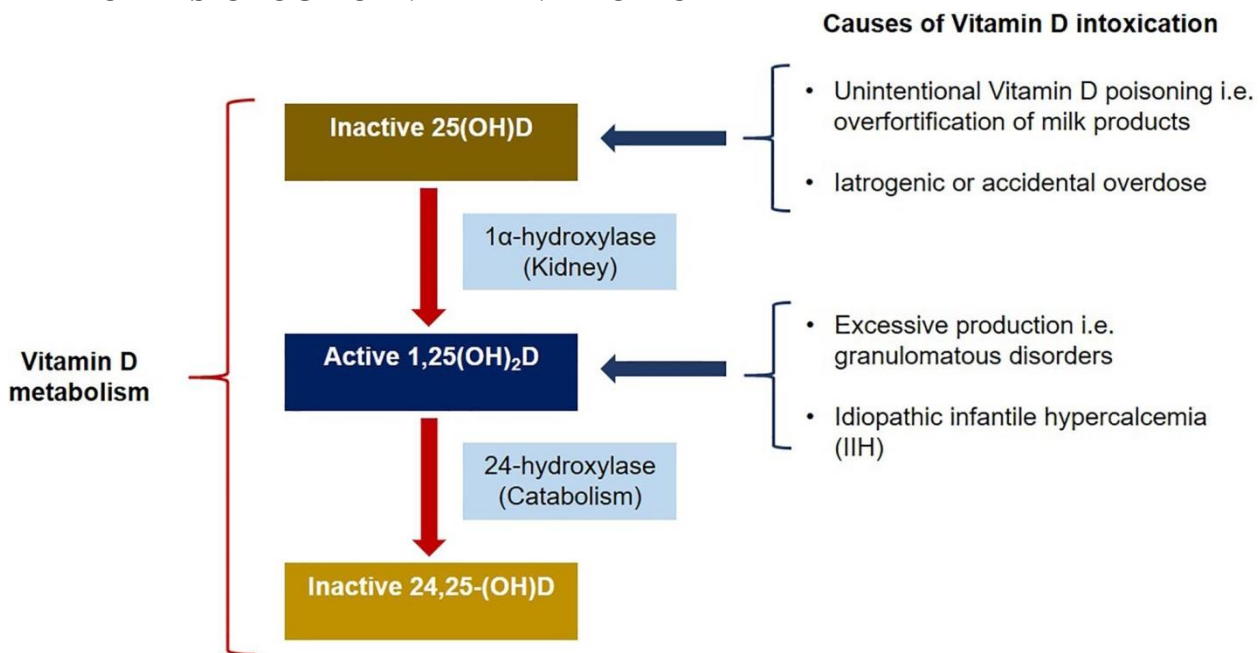 Causes of Vitamin D intoxication
Inactive 25(OH)D
• Unintentional Vitamin D poisoning i.e.
overfortification of milk products
• Iatrogenic or accidental overdose
1α-hydroxylase
(Kidney)
Vitamin D
metabolism
Active 1,25(OH)₂D
• Excessive production i.e.
granulomatous disorders
• Idiopathic infantile hypercalcemia
(IIH)
24-hydroxylase
(Catabolism)
Inactive 24,25-(OH)D